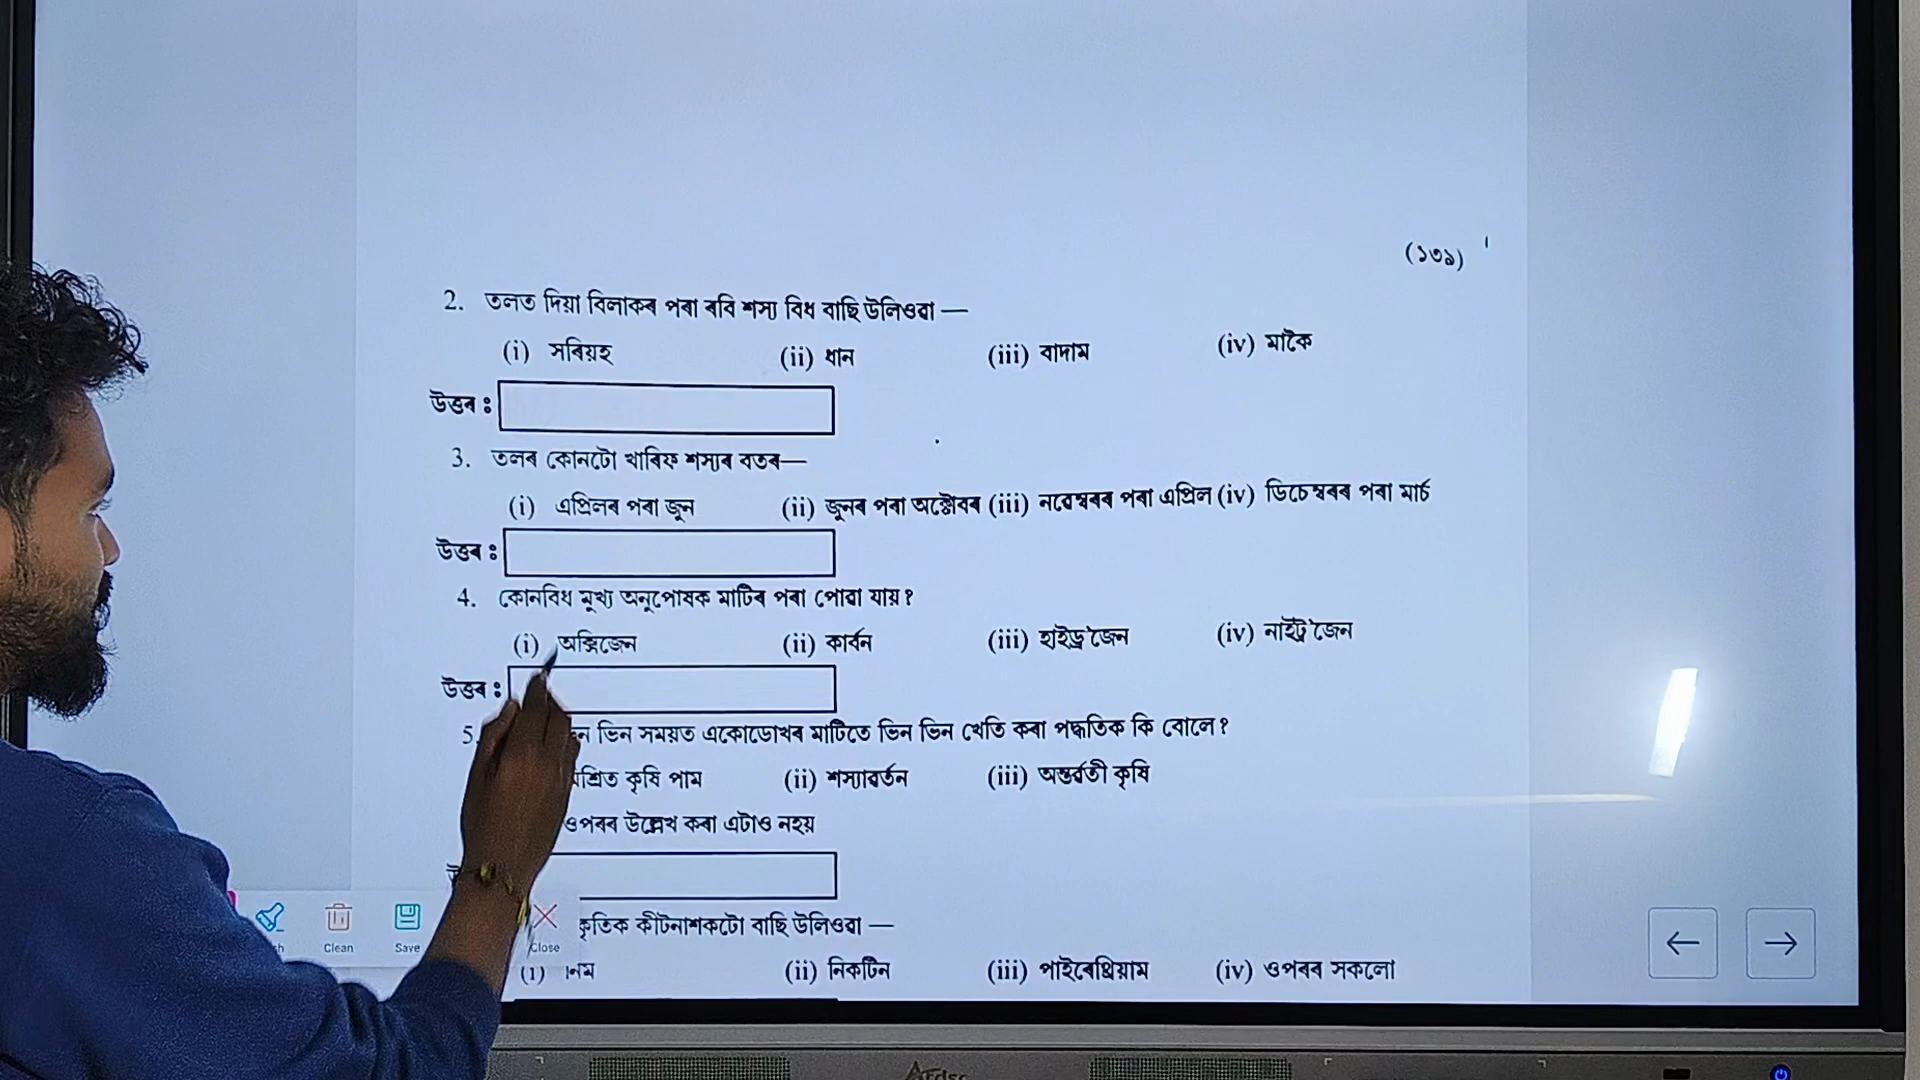 (১৩৯)
2. তলত দিয়া বিলাকৰ পৰা ৰবি শস্য বিধ বাছি উলিওৱা —
(i) সৰিয়হ (ii) ধান (iii) বাদাম (iv) মাকৈ
উত্তৰ ঃ
3. তলৰ কোনটো খাৰিফ শস্যৰ বতৰ—
(i) এপ্ৰিলৰ পৰা জুন (ii) জুনৰ পৰা অক্টোবৰ (iii) নৱেম্বৰৰ পৰা এপ্ৰিল (iv) ডিচেম্বৰৰ পৰা মাৰ্চ
উত্তৰ ঃ
4. কোনবিধ মুখ্য অনুপোষক মাটিৰ পৰা পোৱা যায়?
(i) অক্সিজেন (ii) কাৰ্বন (iii) হাইড্ৰ'জেন (iv) নাইট্ৰ'জেন
উত্তৰ ঃ
5. ভিন সময়ত একোডোখৰ মাটিতে ভিন ভিন খেতি কৰা পদ্ধতিক কি বোলে?
কৃষি পাম (ii) শস্যাৱৰ্তন (iii) অন্তৰ্ৱৰ্তী কৃষি
ওপৰৰ উল্লেখ কৰা এটাও নহয়
কীটনাশকটো বাছি উলিওৱা —
(ii) নিকটিন (iii) পাইৰেথ্ৰিয়াম (iv) ওপৰৰ সকলো
Clean Save Close